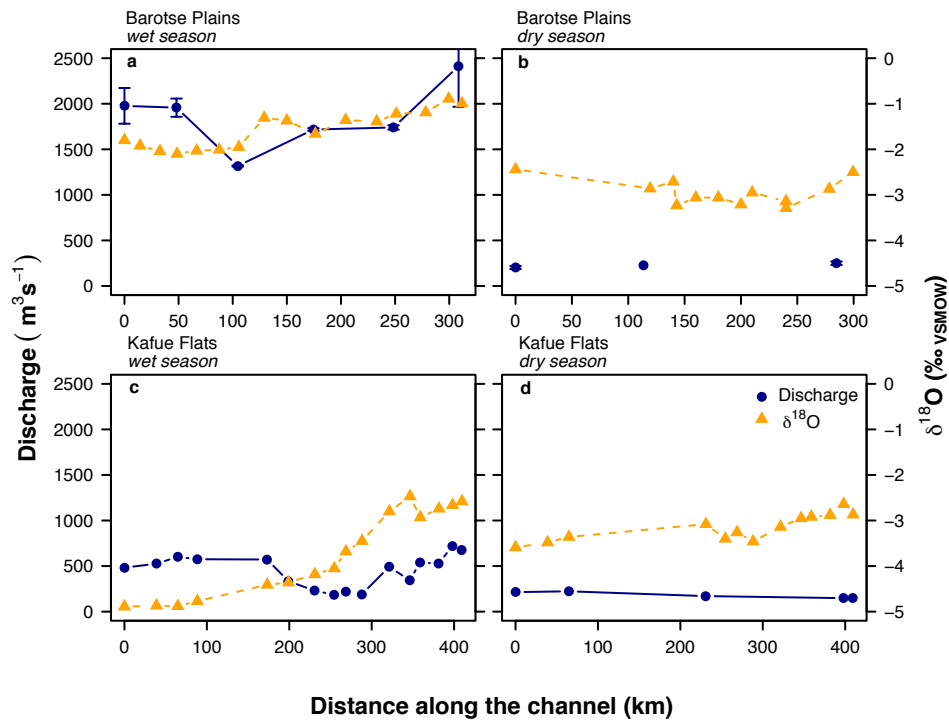 Barotse Plains
wet season
Barotse Plains
dry season
a
b
2500
2000
1500
1000
500
0
0
−1
−2
−3
−4
−5
0 50 100 150 200 250 300
0 50 100 150 200 250 300
Kafue Flats
wet season
Kafue Flats
dry season
c
d
2500
2000
1500
1000
500
0
Discharge
δ¹⁸O
0
−1
−2
−3
−4
−5
0 100 200 300 400
0 100 200 300 400
Discharge ( m³s⁻¹)
δ¹⁸O (‰ VSMOW)
Distance along the channel (km)